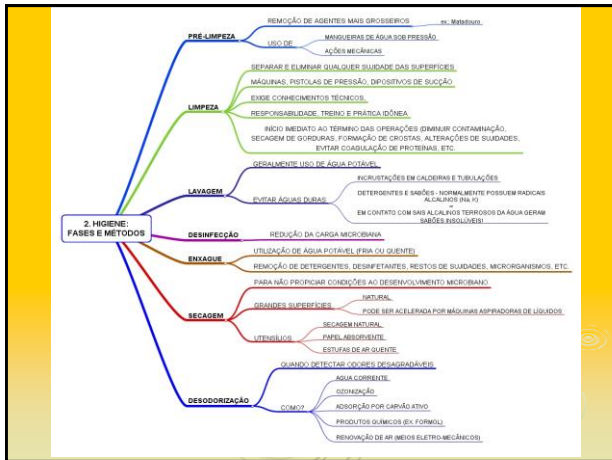 PRÉ-LIMPEZA
REMOÇÃO DE AGENTES MAIS GROSSEIROS
ex. Matadouro
USO DE
MANGUEIRAS DE ÁGUA SOB PRESSÃO
AÇÕES MECÂNICAS
LIMPEZA
SEPARAR E ELIMINAR QUALQUER SUJIDADE DAS SUPERFÍCIES
MÁQUINAS, PISTOLAS DE PRESSÃO, DIPOSITIVOS DE SUCÇÃO
EXIGE CONHECIMENTOS TÉCNICOS,
RESPONSABILIDADE, TREINO E PRÁTICA IDÔNEA
INÍCIO IMEDIATO AO TÉRMINO DAS OPERAÇÕES (DIMINUIR CONTAMINAÇÃO,
SECAGEM DE GORDURAS, FORMAÇÃO DE CROSTAS, ALTERAÇÕES DE SUJIDADES,
EVITAR COAGULAÇÃO DE PROTEÍNAS, ETC.
LAVAGEM
GERALMENTE USO DE ÁGUA POTÁVEL
EVITAR ÁGUAS DURAS
INCRUSTAÇÕES EM CALDEIRAS E TUBULAÇÕES
DETERGENTES E SABÕES - NORMALMENTE POSSUEM RADICAIS
ALCALINOS (Na, K)
=
EM CONTATO COM SAIS ALCALINOS TERROSOS DA ÁGUA GERAM
SABÕES INSOLÚVEIS!
2. HIGIENE:
FASES E MÉTODOS
DESINFECÇÃO
REDUÇÃO DA CARGA MICROBIANA
ENXAGUE
UTILIZAÇÃO DE ÁGUA POTÁVEL (FRIA OU QUENTE)
REMOÇÃO DE DETERGENTES, DESINFETANTES, RESTOS DE SUJIDADES, MICRORGANISMOS, ETC.
SECAGEM
PARA NÃO PROPICIAR CONDIÇÕES AO DESENVOLVIMENTO MICROBIANO
GRANDES SUPERFÍCIES
NATURAL
PODE SER ACELERADA POR MÁQUINAS ASPIRADORAS DE LÍQUIDOS
UTENSÍLIOS
SECAGEM NATURAL
PAPEL ABSORVENTE
ESTUFAS DE AR QUENTE
DESODORIZAÇÃO
QUANDO DETECTAR ODORES DESAGRADÁVEIS
COMO?
ÁGUA CORRENTE
OZONIZAÇÃO
ADSORÇÃO POR CARVÃO ATIVO
PRODUTOS QUÍMICOS (EX. FORMOL)
RENOVAÇÃO DE AR (MEIOS ELETRO-MECÂNICOS)